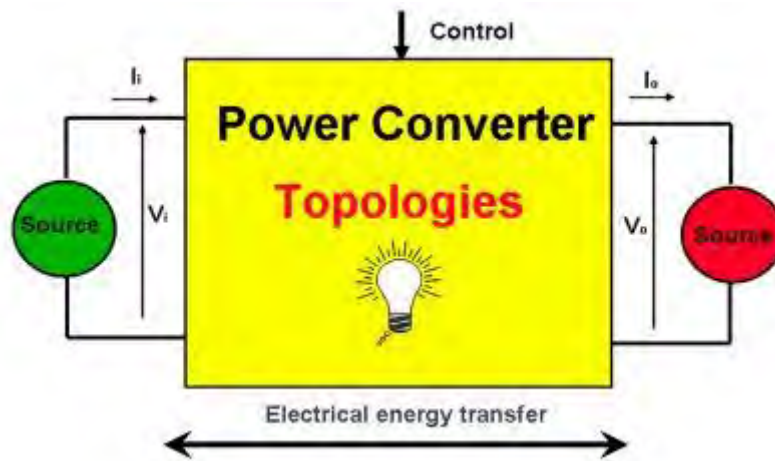 Control
Iᵢ
Iₒ
Power Converter
Topologies
Source
Vᵢ
Vₒ
Source
Electrical energy transfer